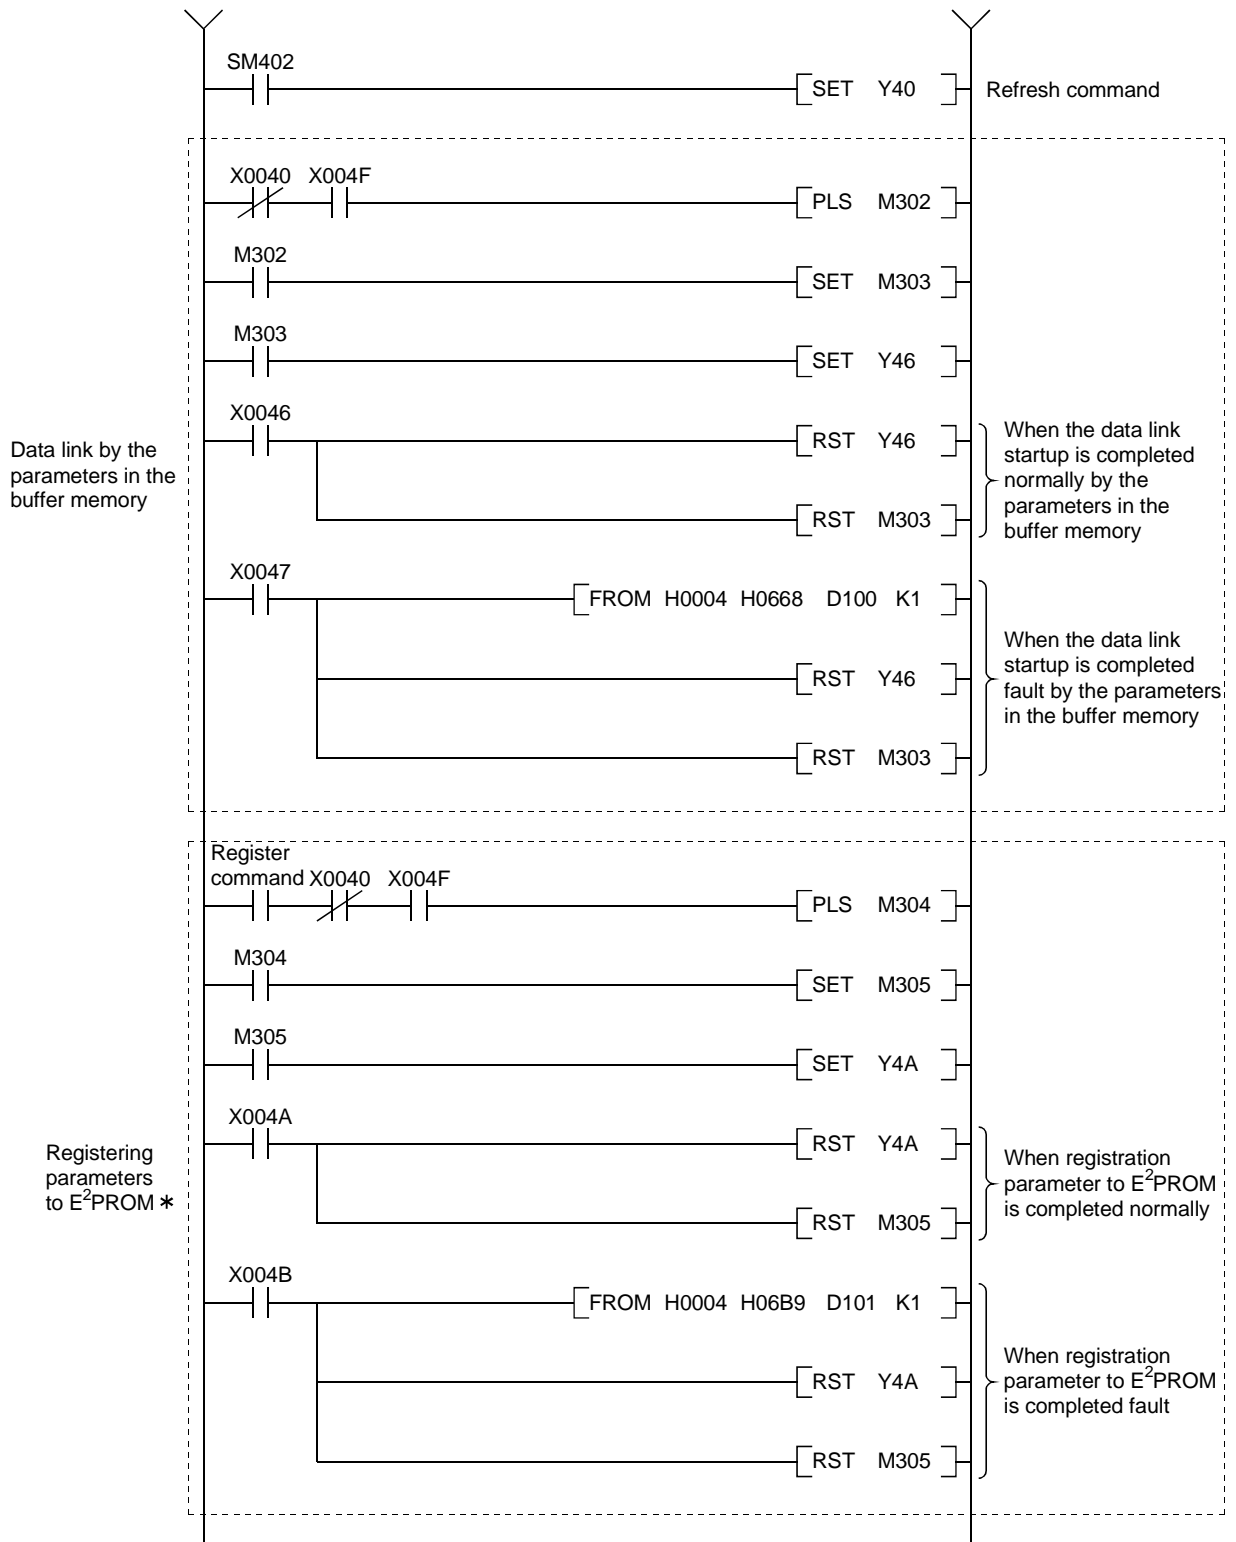 SM402
SET Y40 Refresh command
X0040 X004F
PLS M302
M302
SET M303
M303
SET Y46
X0046
RST Y46
RST M303
When the data link
startup is completed
normally by the
parameters in the
buffer memory
Data link by the
parameters in the
buffer memory
X0047
FROM H0004 H0668 D100 K1
RST Y46
RST M303
When the data link
startup is completed
fault by the parameters
in the buffer memory
Register
command X0040 X004F
PLS M304
M304
SET M305
M305
SET Y4A
X004A
RST Y4A
RST M305
When registration
parameter to E²PROM
is completed normally
Registering
parameters
to E²PROM *
X004B
FROM H0004 H06B9 D101 K1
RST Y4A
RST M305
When registration
parameter to E²PROM
is completed fault